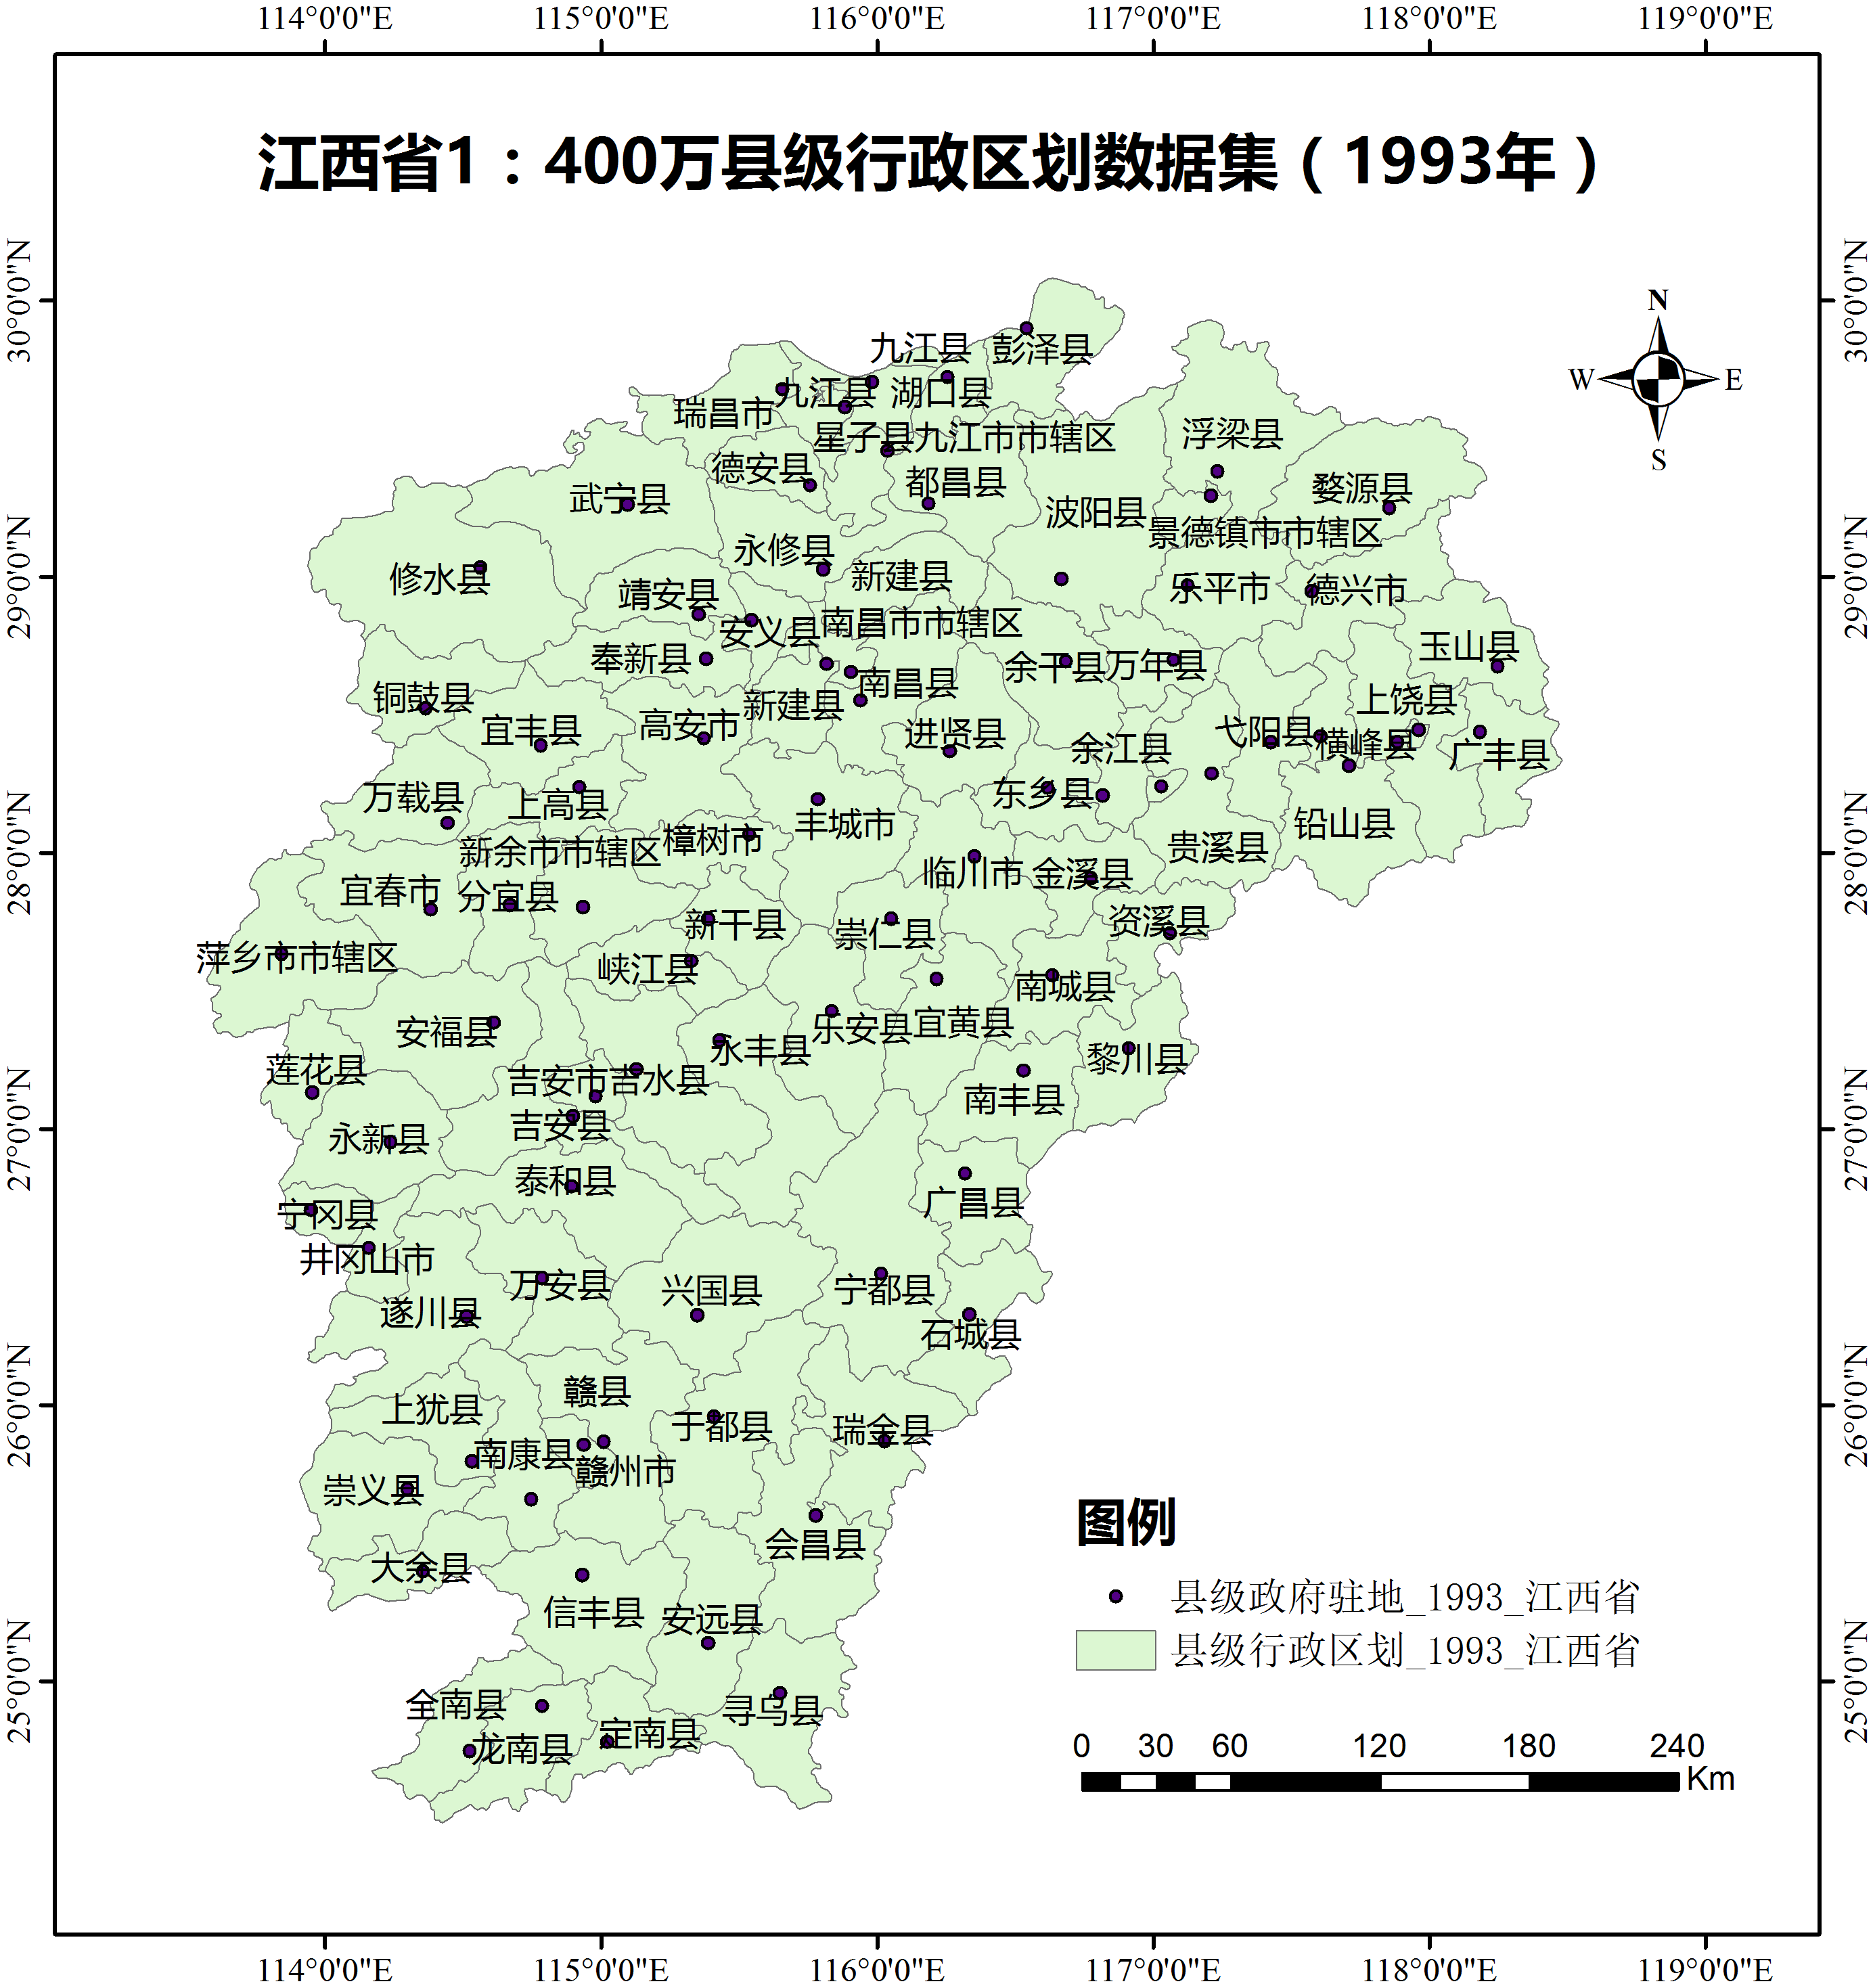 114°0'0"E 115°0'0"E 116°0'0"E 117°0'0"E 118°0'0"E 119°0'0"E
江西省1：400万县级行政区划数据集（1993年）
30°0'0"N
29°0'0"N
28°0'0"N
27°0'0"N
26°0'0"N
25°0'0"N
30°0'0"N
29°0'0"N
28°0'0"N
27°0'0"N
26°0'0"N
25°0'0"N
N
W E
S
九江县 彭泽县
瑞昌市 九江县 湖口县
星子县 九江市市辖区 浮梁县
德安县 都昌县 婺源县
武宁县 波阳县 景德镇市市辖区
永修县 新建县
修水县 靖安县 乐平市 德兴市
安义县 南昌市市辖区 玉山县
奉新县 南昌县 余干县 万年县
铜鼓县 新建县 上饶县
宜丰县 高安市 进贤县 余江县 弋阳县 横峰县 广丰县
万载县 上高县 东乡县
丰城市 铅山县
新余市市辖区 樟树市 贵溪县
宜春市 分宜县 临川市 金溪县
新干县 崇仁县 资溪县
萍乡市市辖区 峡江县 南城县
安福县 永丰县 乐安县 宜黄县
莲花县 吉安市 吉水县 黎川县
永新县 吉安县 南丰县
泰和县 广昌县
宁冈县
井冈山市
遂川县 万安县 兴国县 宁都县
石城县
上犹县 赣县 于都县 瑞金县
南康县 赣州市
崇义县
大余县 会昌县
信丰县 安远县
全南县 寻乌县
龙南县 定南县
图例
县级政府驻地_1993_江西省
县级行政区划_1993_江西省
0 30 60 120 180 240
Km
114°0'0"E 115°0'0"E 116°0'0"E 117°0'0"E 118°0'0"E 119°0'0"E